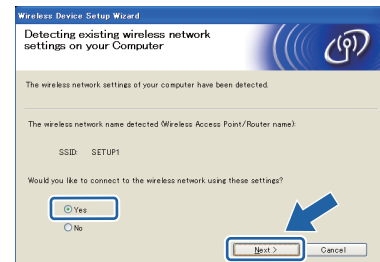 Wireless Device Setup Wizard
Detecting existing wireless network
settings on your Computer
The wireless network settings of your computer have been detected.
The wireless network name detected (Wireless Access Point/Router name):
SSID: SETUP1
Would you like to connect to the wireless network using these settings?
Yes
No
Next >
Cancel